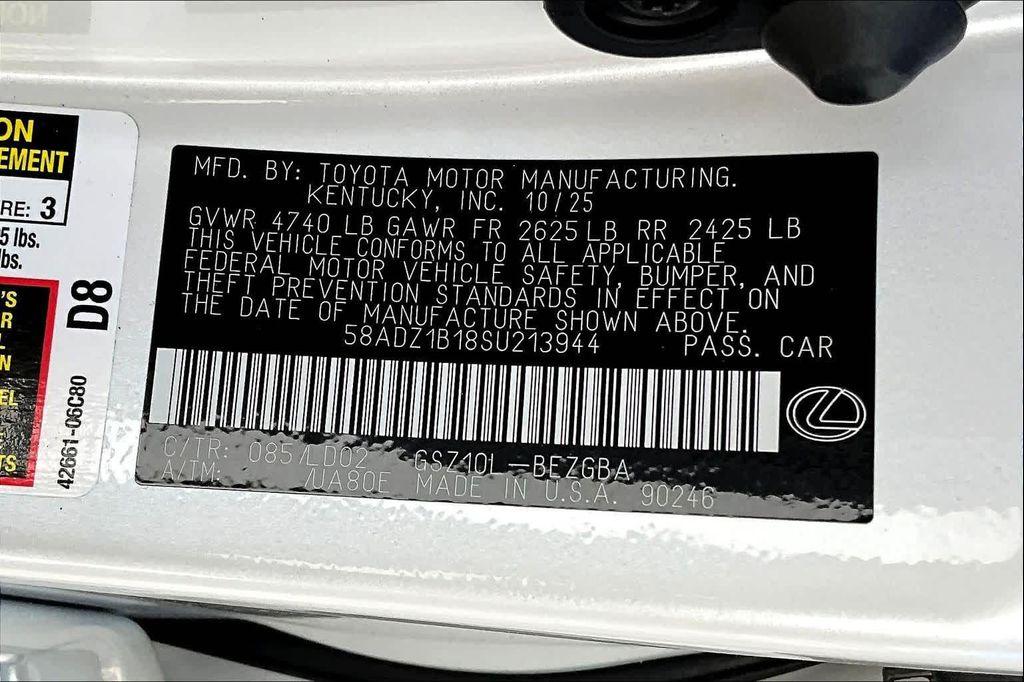 ON
EMENT
RE: 3
5 lbs.
lbs.
'S
R
L
N
EL
E
TS
D8
42661-06C80
MFD. BY: TOYOTA MOTOR MANUFACTURING.
KENTUCKY, INC. 10/25
GVWR 4740 LB GAWR FR 2625 LB RR 2425 LB
THIS VEHICLE CONFORMS TO ALL APPLICABLE
FEDERAL MOTOR VEHICLE SAFETY, BUMPER, AND
THEFT PREVENTION STANDARDS IN EFFECT ON
THE DATE OF MANUFACTURE SHOWN ABOVE.
58ADZ1B18SU213944 PASS. CAR
C/TR: 085/LD02 GSZ10L-BEZGBA
A/TM: /UA80E MADE IN U.S.A. 90246